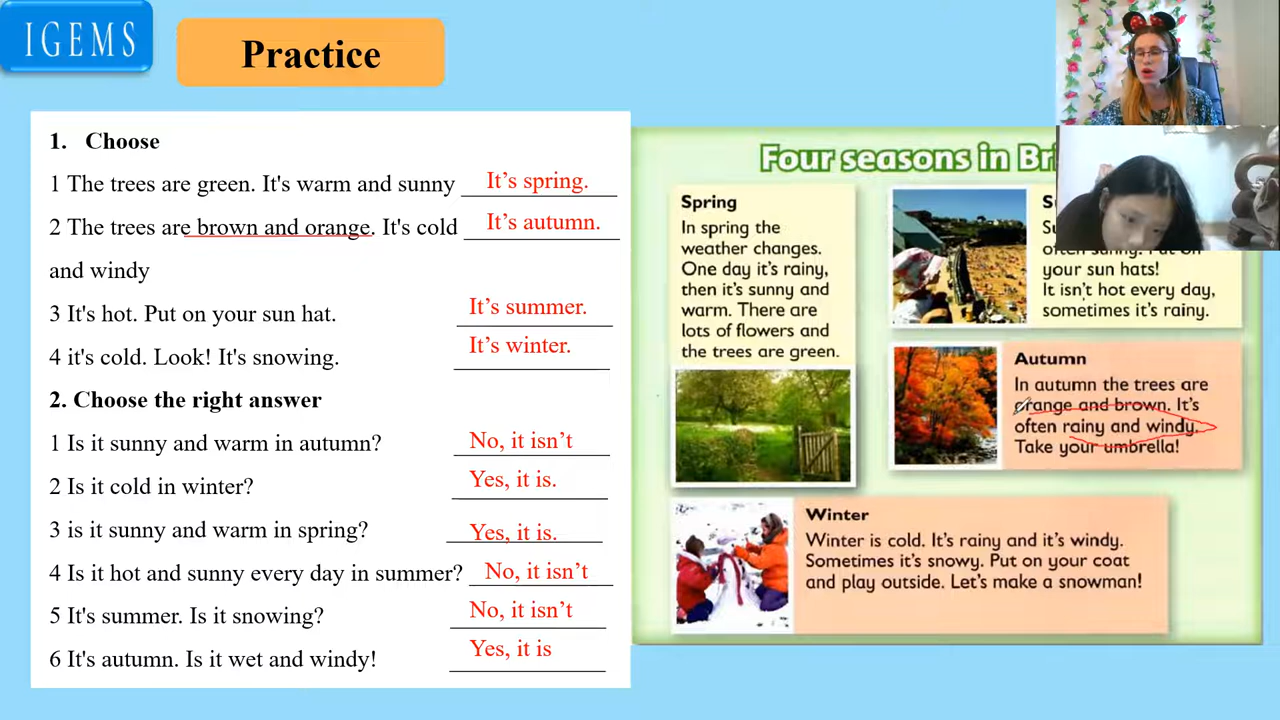 IGEMS
Practice
1. Choose
1 The trees are green. It's warm and sunny It's spring.
2 The trees are brown and orange. It's cold It's autumn.
and windy
3 It's hot. Put on your sun hat. It's summer.
4 it's cold. Look! It's snowing. It's winter.
2. Choose the right answer
1 Is it sunny and warm in autumn? No, it isn't
2 Is it cold in winter? Yes, it is.
3 is it sunny and warm in spring? Yes, it is.
4 Is it hot and sunny every day in summer? No, it isn't
5 It's summer. Is it snowing? No, it isn't
6 It's autumn. Is it wet and windy! Yes, it is
Four seasons in
Spring
In spring the
weather changes.
One day it's rainy,
then it's sunny and
warm. There are
lots of flowers and
the trees are green.
your sun hats!
It isn't hot every day,
sometimes it's rainy.
Autumn
In autumn the trees are
orange and brown. It's
often rainy and windy.
Take your umbrella!
Winter
Winter is cold. It's rainy and it's windy.
Sometimes it's snowy. Put on your coat
and play outside. Let's make a snowman!